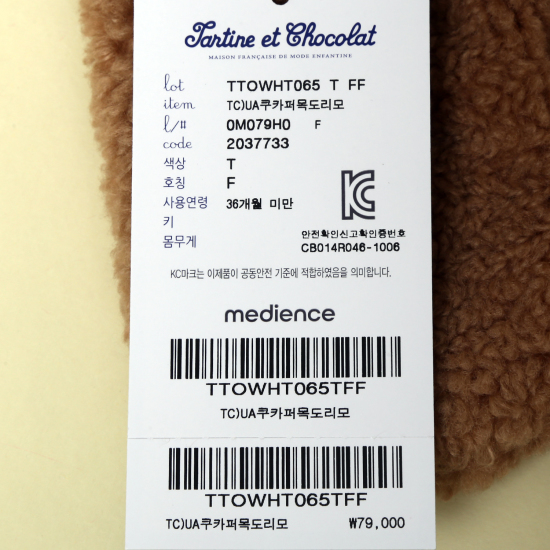 Tartine et Chocolat
MAISON FRANÇAISE DE MODE ENFANTINE
lot TTOWHT065 T FF
item TC)UA쿠카퍼목도리모
l/# 0M079H0 F
code 2037733
색상 T
호칭 F
사용연령 36개월 미만
키
몸무게
KC
안전확인신고확인증번호
CB014R046-1006
KC마크는 이제품이 공통안전 기준에 적합하였음을 의미합니다.
medience
TTOWHT065TFF
TC)UA쿠카퍼목도리모
TTOWHT065TFF
TC)UA쿠카퍼목도리모 ₩79,000